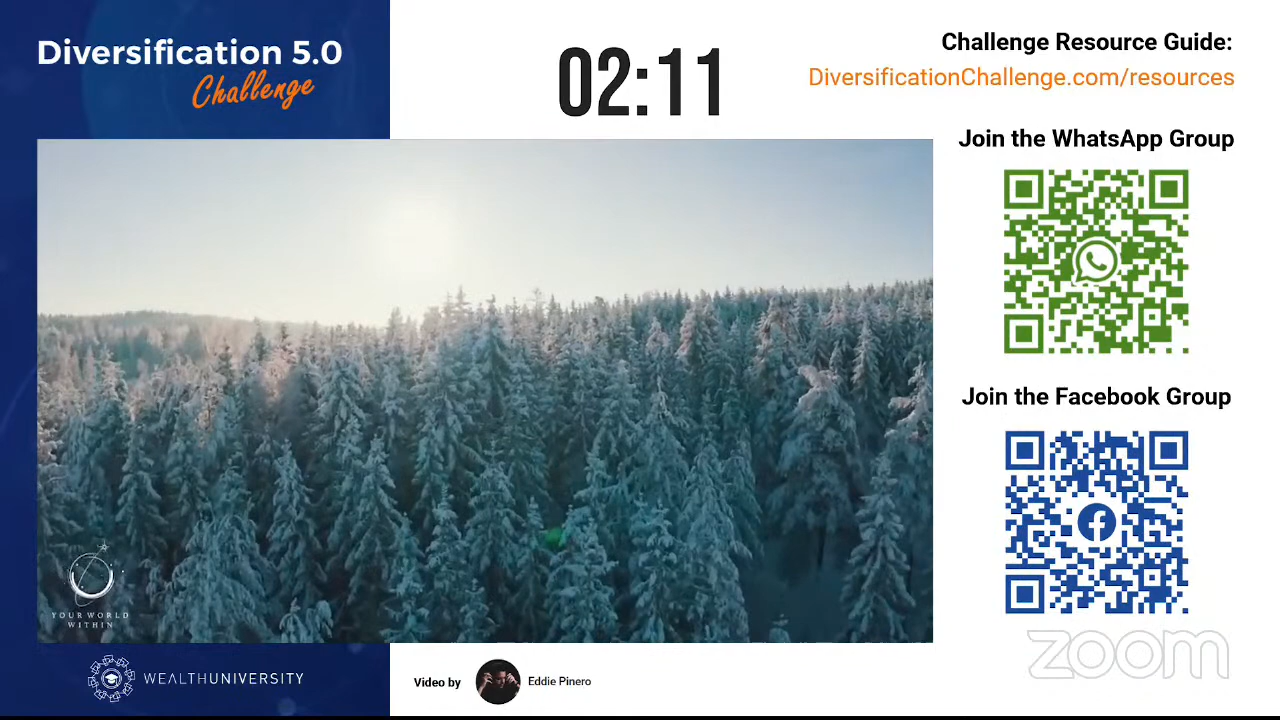 Diversification 5.0
Challenge
02:11
Challenge Resource Guide:
DiversificationChallenge.com/resources
Join the WhatsApp Group
Join the Facebook Group
YOUR WORLD
WITHIN
WEALTHUNIVERSITY
Video by
Eddie Pinero
zoom